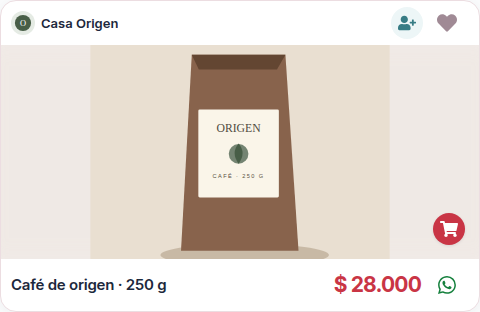 O
Casa Origen
ORIGEN
CAFÉ · 250 G
Café de origen · 250 g
$ 28.000